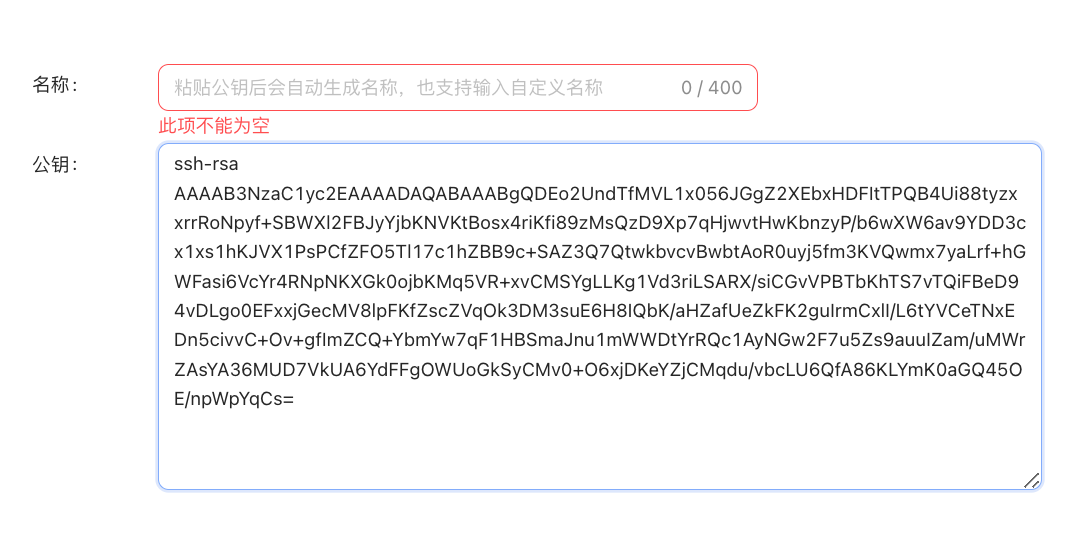 名称：
粘贴公钥后会自动生成名称，也支持输入自定义名称 0 / 400
此项不能为空
公钥：
ssh-rsa
AAAAB3NzaC1yc2EAAAADAQABAAABgQDEo2UndTfMVL1x056JGgZ2XEbxHDFItTPQB4Ui88tyzx
xrrRoNpyf+SBWXl2FBJyYjbKNVKtBosx4riKfi89zMsQzD9Xp7qHjwvtHwKbnzyP/b6wXW6av9YDD3c
x1xs1hKJVX1PsPCfZFO5Tl17c1hZBB9c+SAZ3Q7QtwkbvcvBwbtAoR0uyj5fm3KVQwmx7yaLrf+hG
WFasi6VcYr4RNpNKXGk0ojbKMq5VR+xvCMSYgLLKg1Vd3riLSARX/siCGvVPBTbKhTS7vTQiFBeD9
4vDLgo0EFxxjGecMV8lpFKfZscZVqOk3DM3suE6H8IQbK/aHZafUeZkFK2guIrmCxlI/L6tYVCeTNxE
Dn5civvC+Ov+gfImZCQ+YbmYw7qF1HBSmaJnu1mWWDtYrRQc1AyNGw2F7u5Zs9auuIZam/uMWr
ZAsYA36MUD7VkUA6YdFFgOWUoGkSyCMv0+O6xjDKeYZjCMqdu/vbcLU6QfA86KLYmK0aGQ45O
E/npWpYqCs=